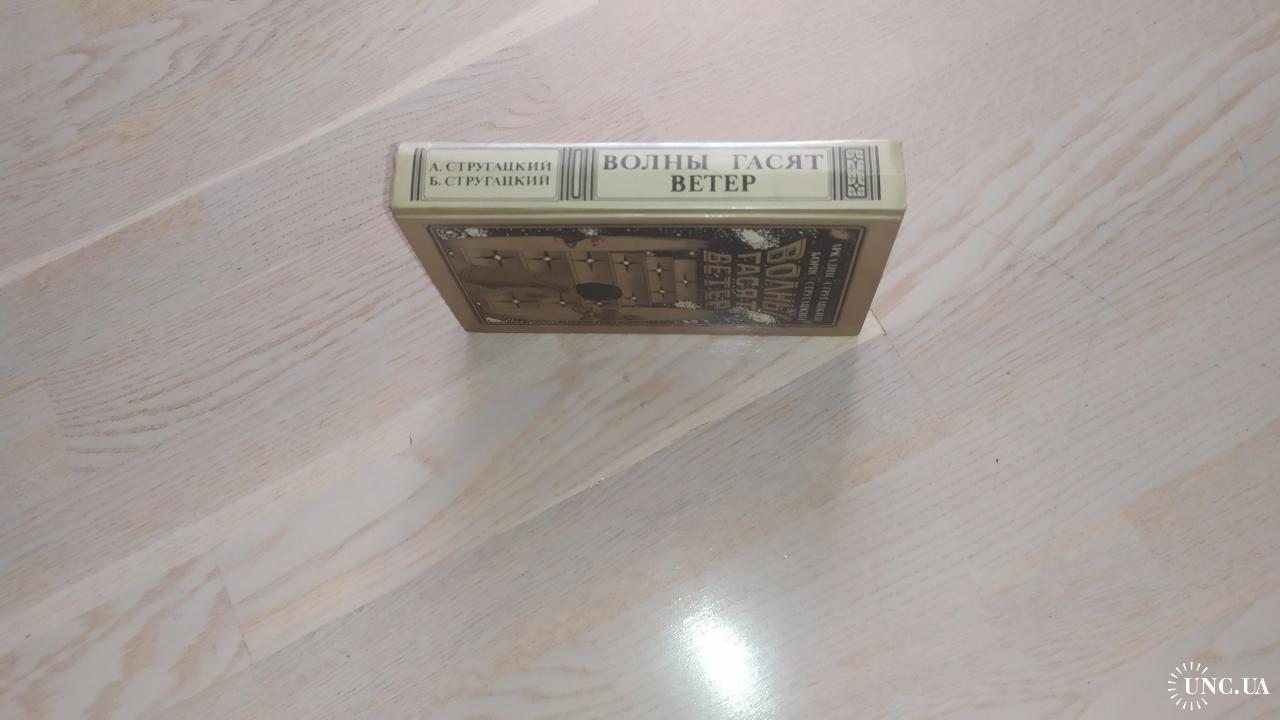 А. СТРУГАЦКИЙ
Б. СТРУГАЦКИЙ
ВОЛНЫ ГАСЯТ
ВЕТЕР
АРКАДИЙ СТРУГАЦКИЙ
БОРИС СТРУГАЦКИЙ
ВОЛНЫ
ГАСЯТ
ВЕТЕР
UNC.UA